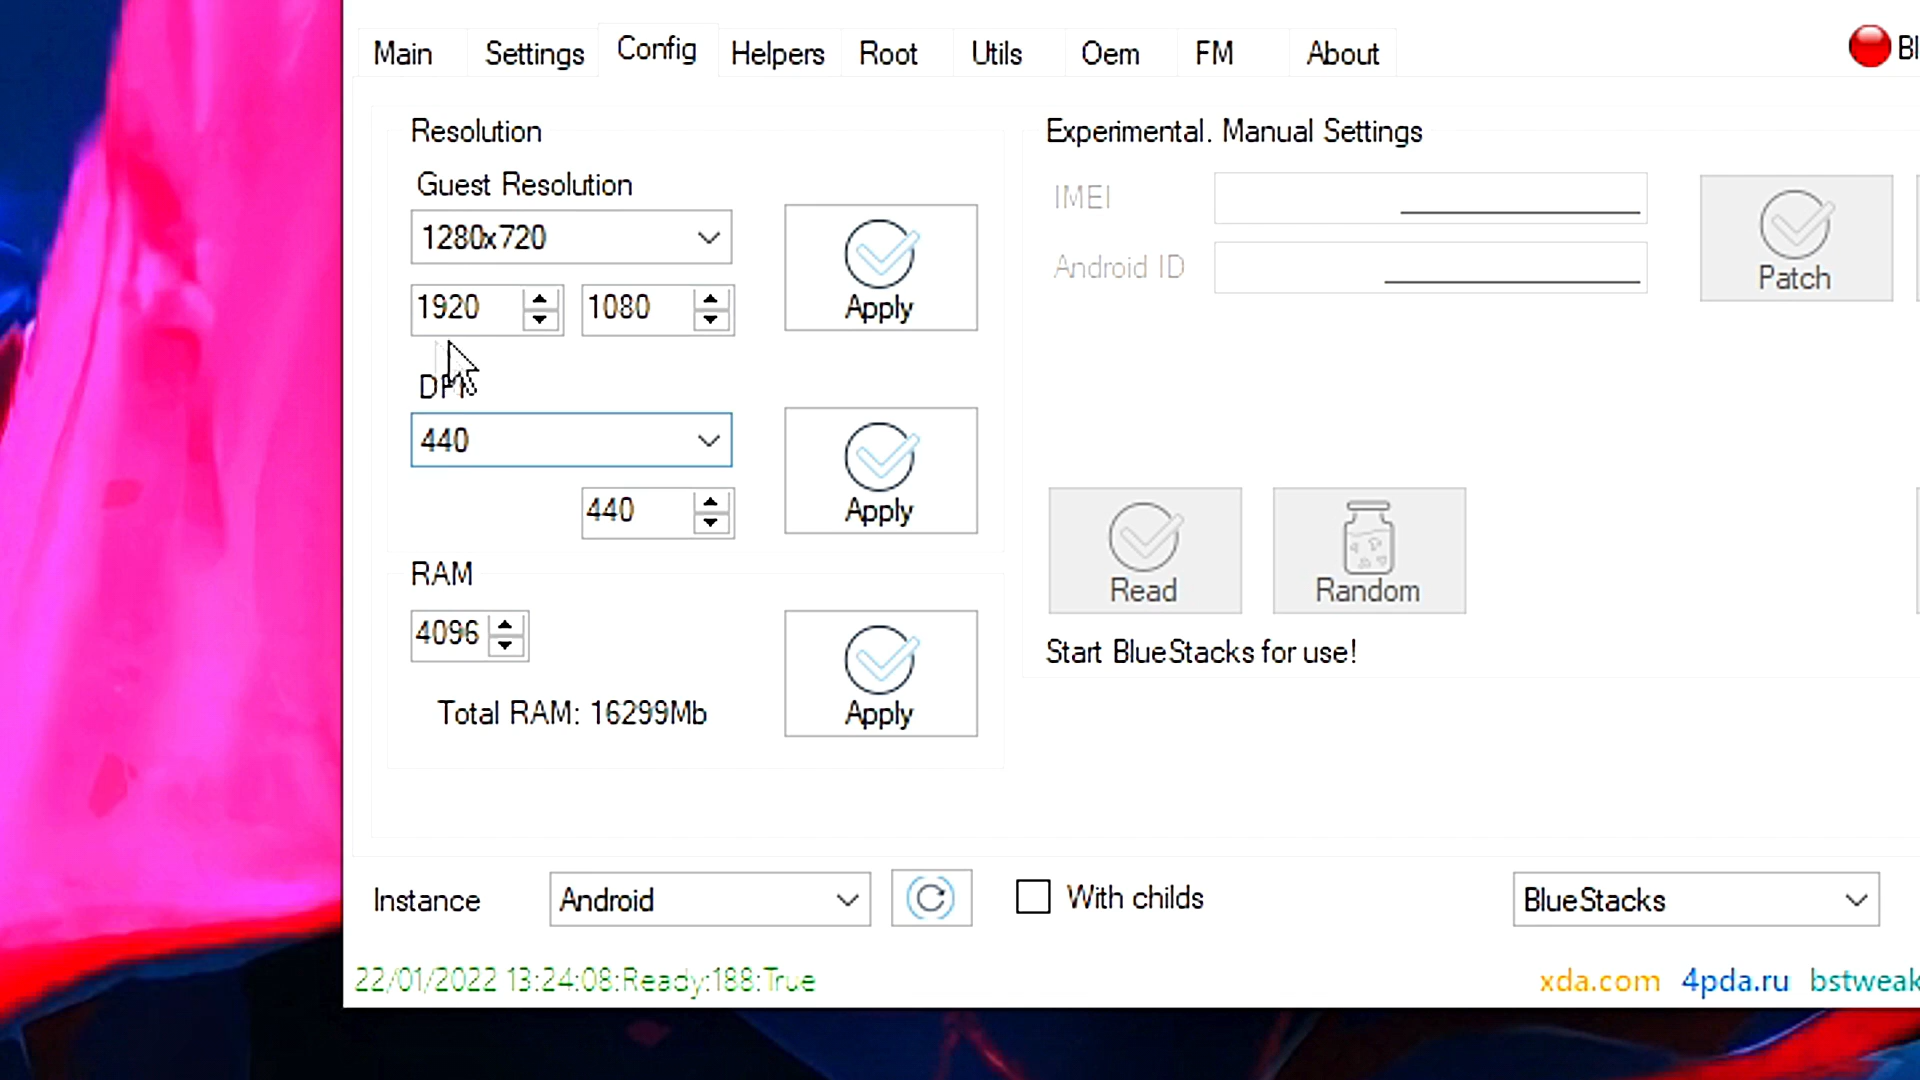 Main Settings Config Helpers Root Utils Oem FM About
Resolution
Guest Resolution
1280x720
1920 1080
Apply
DPI
440
440
Apply
RAM
4096
Total RAM: 16299Mb
Apply
Experimental. Manual Settings
IMEI
Android ID
Patch
Read
Random
Start BlueStacks for use!
Instance Android With childs BlueStacks
22/01/2022 13:24:08:Ready:188:True
xda.com 4pda.ru bstweak